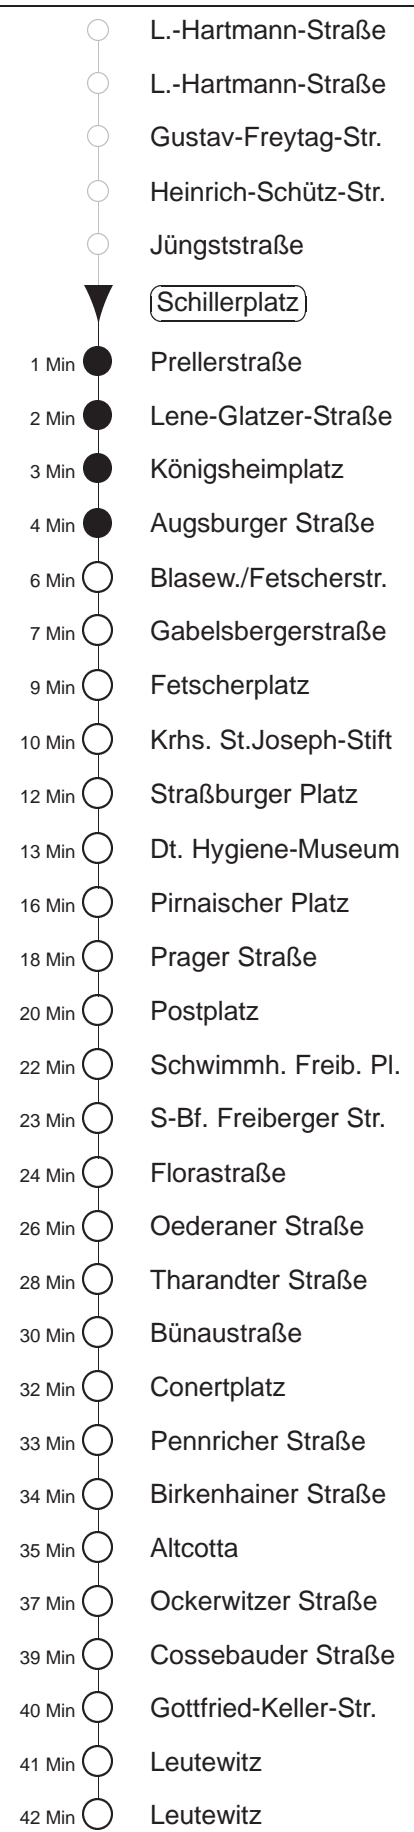 L.-Hartmann-Straße
L.-Hartmann-Straße
Gustav-Freytag-Str.
Heinrich-Schütz-Str.
Jüngststraße
Schillerplatz
1 Min Prellerstraße
2 Min Lene-Glatzer-Straße
3 Min Königsheimplatz
4 Min Augsburger Straße
6 Min Blasew./Fetscherstr.
7 Min Gabelsbergerstraße
9 Min Fetscherplatz
10 Min Krhs. St.Joseph-Stift
12 Min Straßburger Platz
13 Min Dt. Hygiene-Museum
16 Min Pirnaischer Platz
18 Min Prager Straße
20 Min Postplatz
22 Min Schwimmh. Freib. Pl.
23 Min S-Bf. Freiberger Str.
24 Min Florastraße
26 Min Oederaner Straße
28 Min Tharandter Straße
30 Min Bünaustraße
32 Min Conertplatz
33 Min Pennricher Straße
34 Min Birkenhainer Straße
35 Min Altcotta
37 Min Ockerwitzer Straße
39 Min Cossebauder Straße
40 Min Gottfried-Keller-Str.
41 Min Leutewitz
42 Min Leutewitz